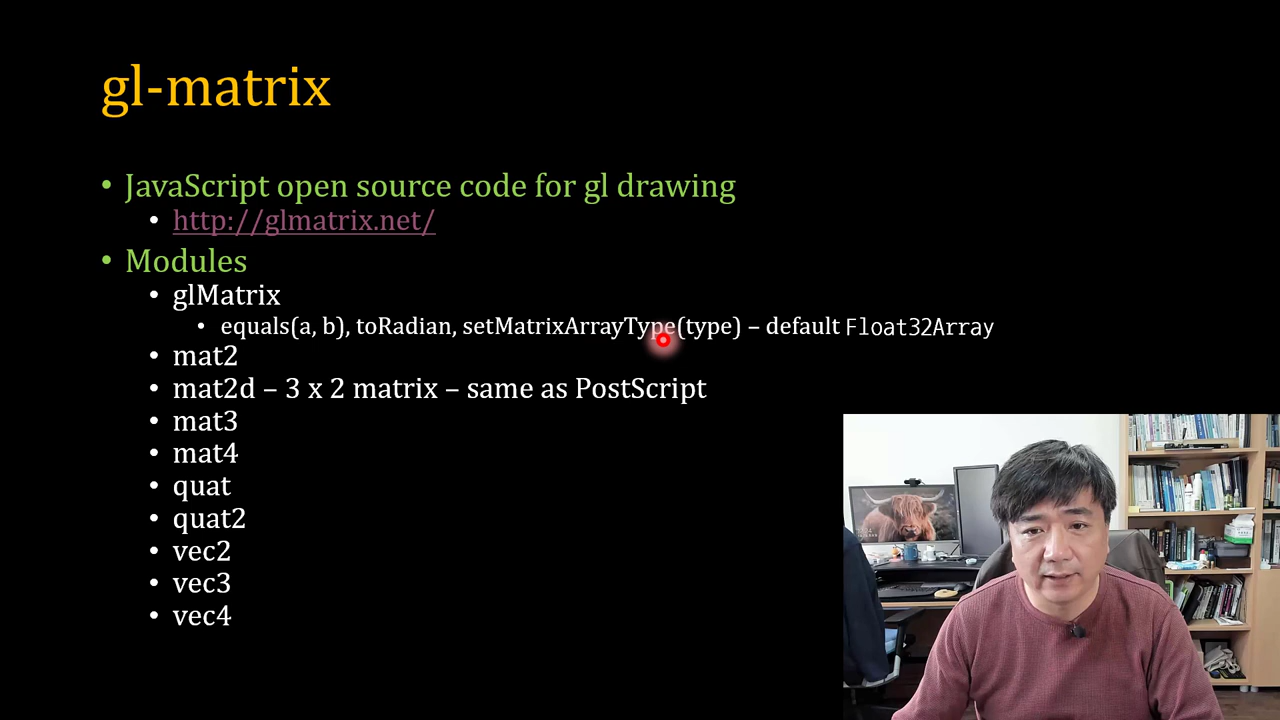 gl-matrix
• JavaScript open source code for gl drawing
• http://glmatrix.net/
• Modules
• glMatrix
• equals(a, b), toRadian, setMatrixArrayType(type) – default Float32Array
• mat2
• mat2d – 3 x 2 matrix – same as PostScript
• mat3
• mat4
• quat
• quat2
• vec2
• vec3
• vec4